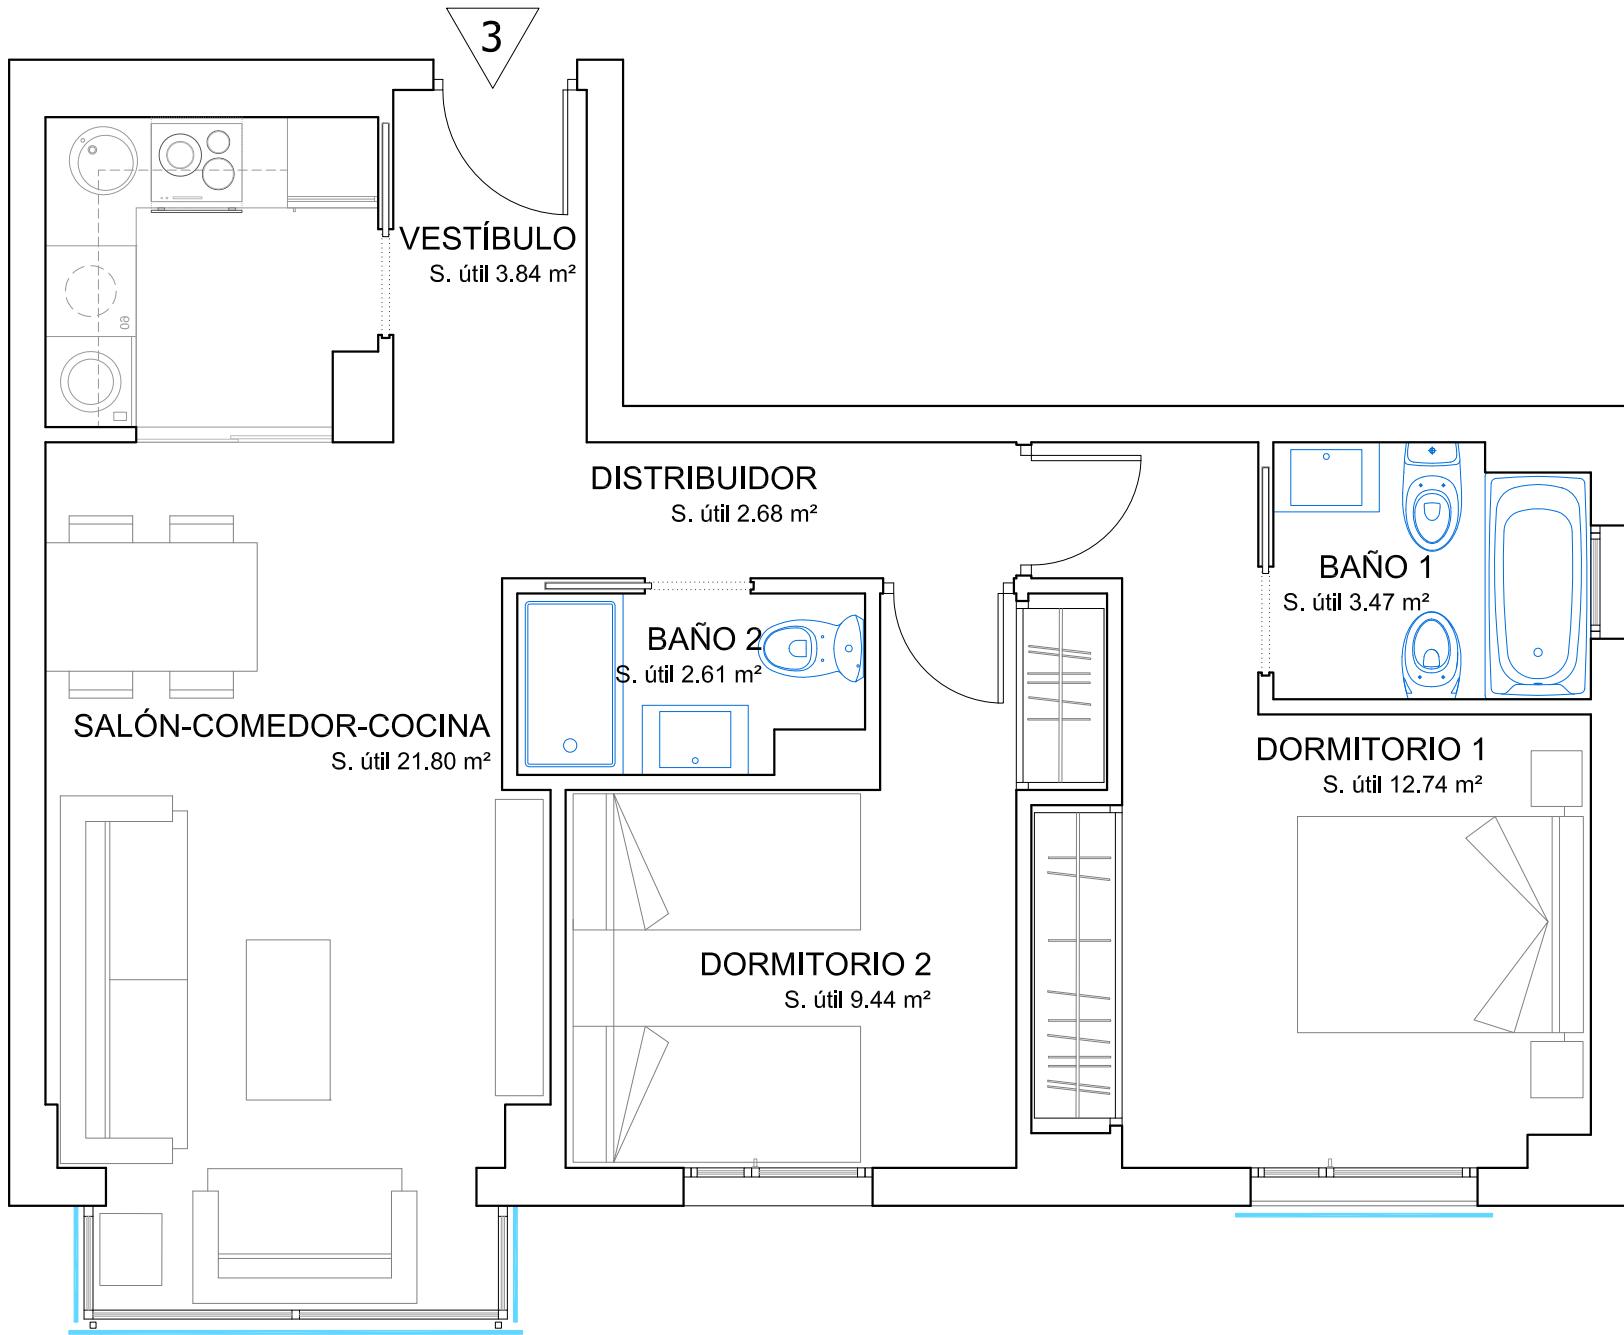 3
VESTÍBULO
S. útil 3.84 m²
60
DISTRIBUIDOR
S. útil 2.68 m²
BAÑO 1
S. útil 3.47 m²
BAÑO 2
S. útil 2.61 m²
SALÓN-COMEDOR-COCINA
S. útil 21.80 m²
DORMITORIO 1
S. útil 12.74 m²
DORMITORIO 2
S. útil 9.44 m²